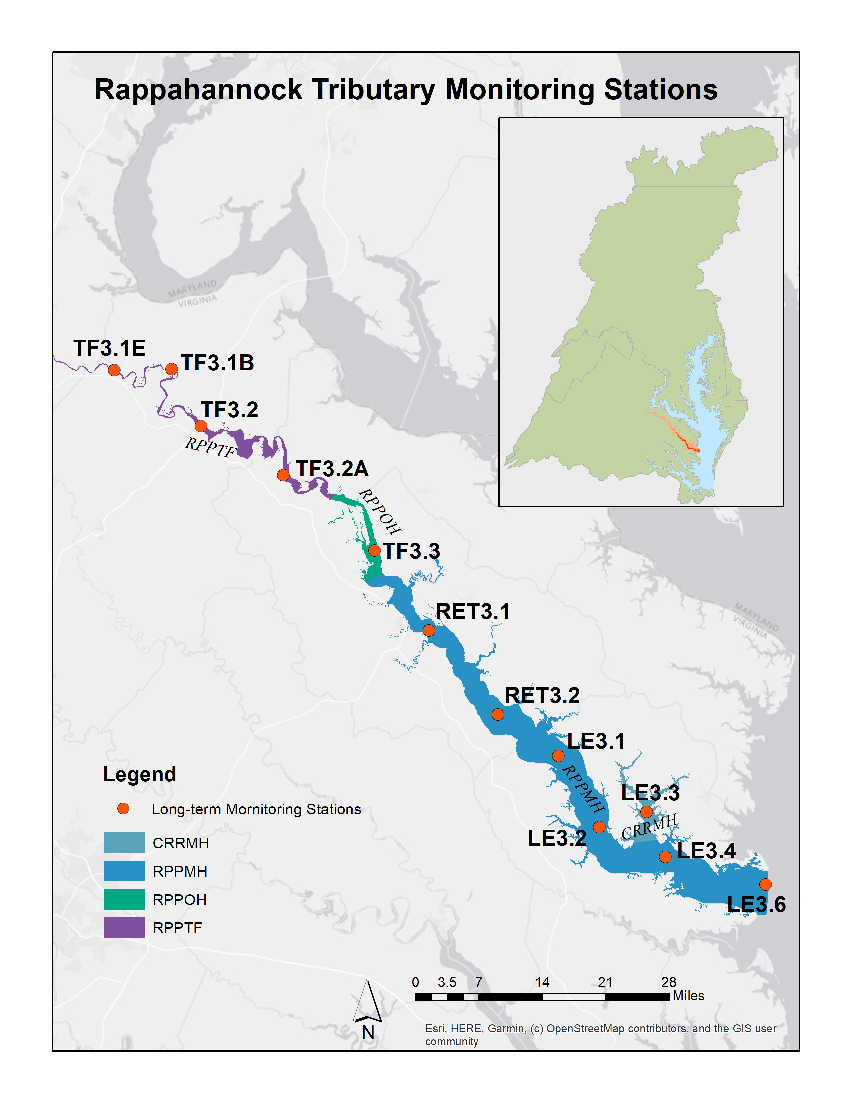 Rappahannock Tributary Monitoring Stations
MARYLAND
VIRGINIA
TF3.1E
TF3.1B
TF3.2
RPPTF
TF3.2A
RPPOH
TF3.3
RET3.1
MARYLAND
VIRGINIA
RET3.2
LE3.1
RPPMH
LE3.3
CRRMH
LE3.2
LE3.4
LE3.6
Legend
Long-term Mornitoring Stations
CRRMH
RPPMH
RPPOH
RPPTF
0 3.5 7 14 21 28
Miles
N
Esri, HERE, Garmin, (c) OpenStreetMap contributors, and the GIS user
community